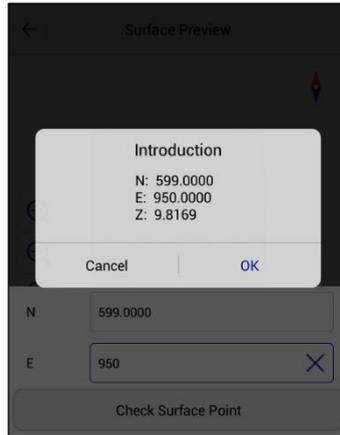 Surface Preview
Introduction
N: 599.0000
E: 950.0000
Z: 9.8169
Cancel
OK
N
599.0000
E
950
Check Surface Point